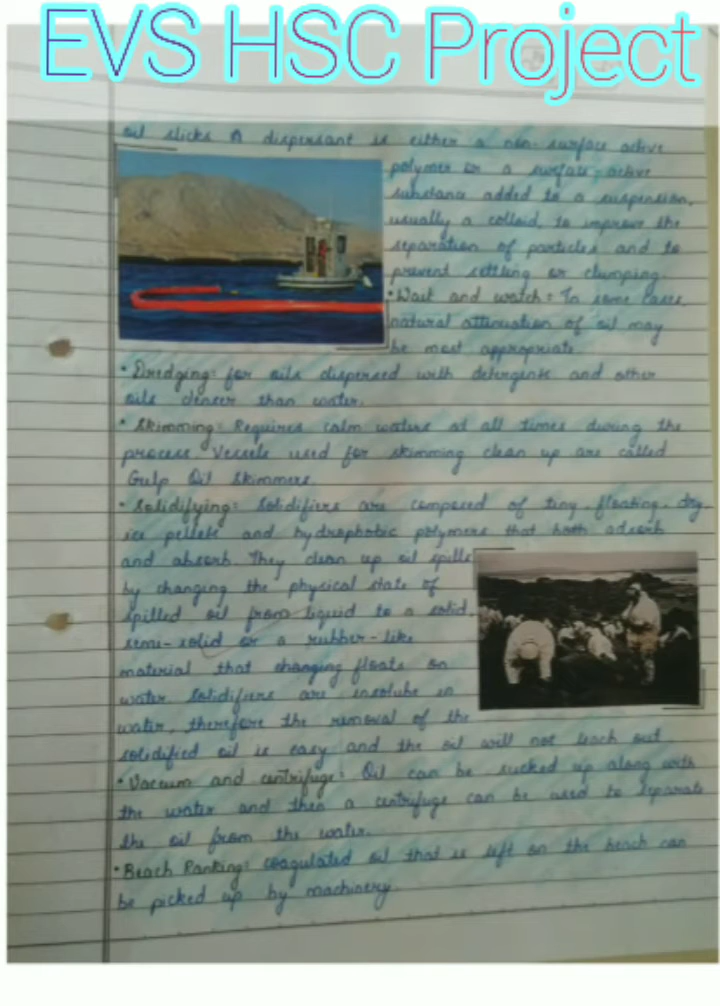 EVS HSC Project
oil slicks A dispersant is either a non-surface active
polymer or a surface-active
substance added to a suspension,
usually a colloid, to improve the
separation of particles and to
prevent settling or clumping.
• Wait and watch: In some cases,
natural attenuation of oil may
be most appropriate.
• Dredging: for oils dispersed with detergents and other
oils denser than water.
• Skimming: Requires calm waters at all times during the
process. Vessels used for skimming clean up are called
Gulp Oil Skimmers.
• Solidifying: Solidifiers are composed of tiny, floating, dry
ice pellets and hydrophobic polymers that both adsorb
and absorb. They clean up oil spills
by changing the physical state of
spilled oil from liquid to a solid,
semi-solid or a rubber-like
material that changing floats on
water. Solidifiers are insoluble in
water, therefore the removal of the
solidified oil is easy and the oil will not leach out.
• Vacuum and centrifuge: Oil can be sucked up along with
the water and then a centrifuge can be used to separate
the oil from the water.
• Beach Ranking: coagulated oil that is left on the beach can
be picked up by machinery.